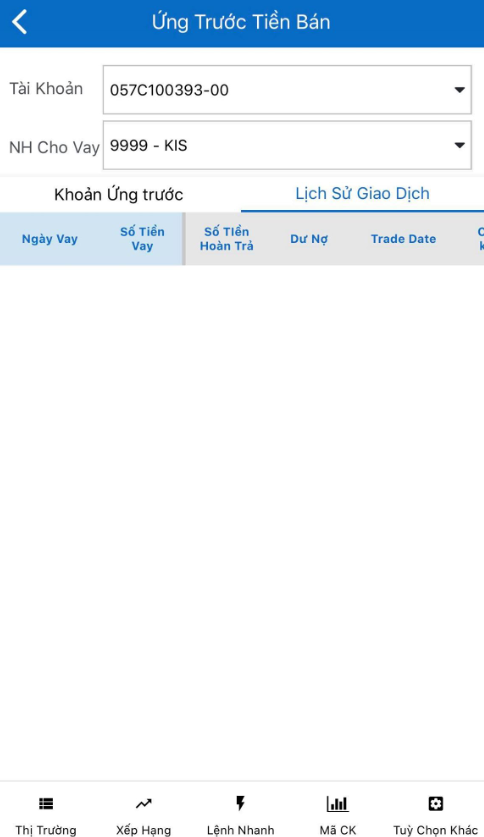 Ứng Trước Tiền Bán
Tài Khoản
057C100393-00
NH Cho Vay
9999 - KIS
Khoản Ứng trước
Lịch Sử Giao Dịch
Ngày Vay
Số Tiền
Vay
Số Tiền
Hoàn Trả
Dư Nợ
Trade Date
Thị Trường
Xếp Hạng
Lệnh Nhanh
Mã CK
Tuỳ Chọn Khác